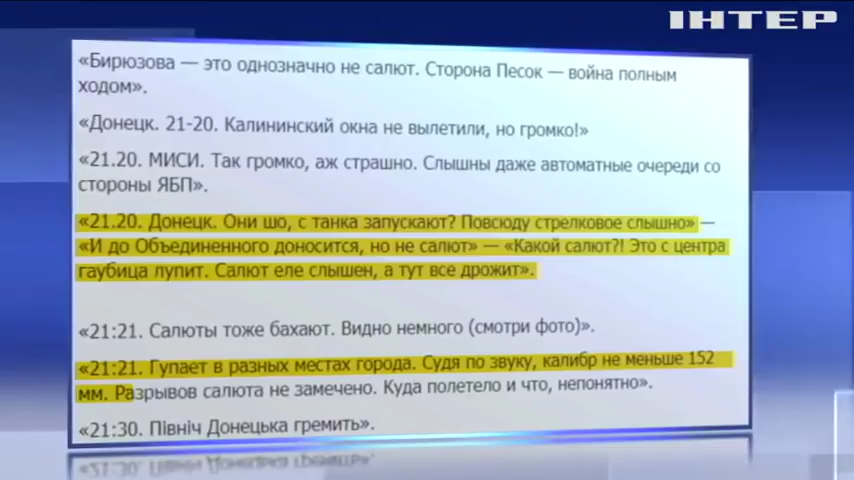 ІНТЕР
«Бирюзова — это однозначно не салют. Сторона Песок — война полным
ходом».
«Донецк. 21-20. Калининский окна не вылетили, но громко!»
«21.20. МИСИ. Так громко, аж страшно. Слышны даже автоматные очереди со
стороны ЯБП».
«21.20. Донецк. Они шо, с танка запускают? Повсюду стрелковое слышно» —
«И до Объединенного доносится, но не салют» — «Какой салют?! Это с центра
гаубица лупит. Салют еле слышен, а тут все дрожит».
«21:21. Салюты тоже бахают. Видно немного (смотри фото)».
«21:21. Гупает в разных местах города. Судя по звуку, калибр не меньше 152
мм. Разрывов салюта не замечено. Куда полетело и что, непонятно».
«21:30. Північ Донецька гремить».